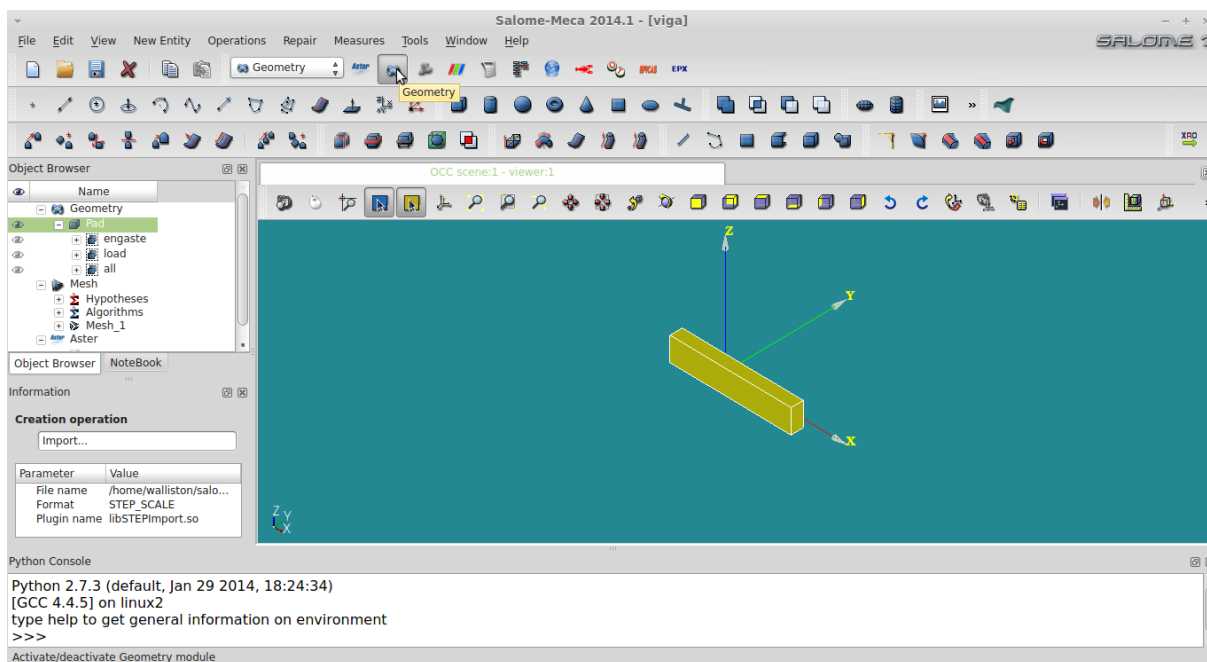 Salome-Meca 2014.1 - [viga]
File Edit View New Entity Operations Repair Measures Tools Window Help
SALOME
Geometry
Aster
EFICAS
EPX
Geometry
XAO
Object Browser
OCC scene:1 - viewer:1
Name
Geometry
Pad
engaste
load
all
Mesh
Hypotheses
Algorithms
Mesh_1
Aster
Object Browser NoteBook
Z
Y
X
Information
Creation operation
Import...
Parameter Value
File name /home/walliston/salo...
Format STEP_SCALE
Plugin name libSTEPImport.so
Z Y
X
Python Console
Python 2.7.3 (default, Jan 29 2014, 18:24:34)
[GCC 4.4.5] on linux2
type help to get general information on environment
>>>
Activate/deactivate Geometry module